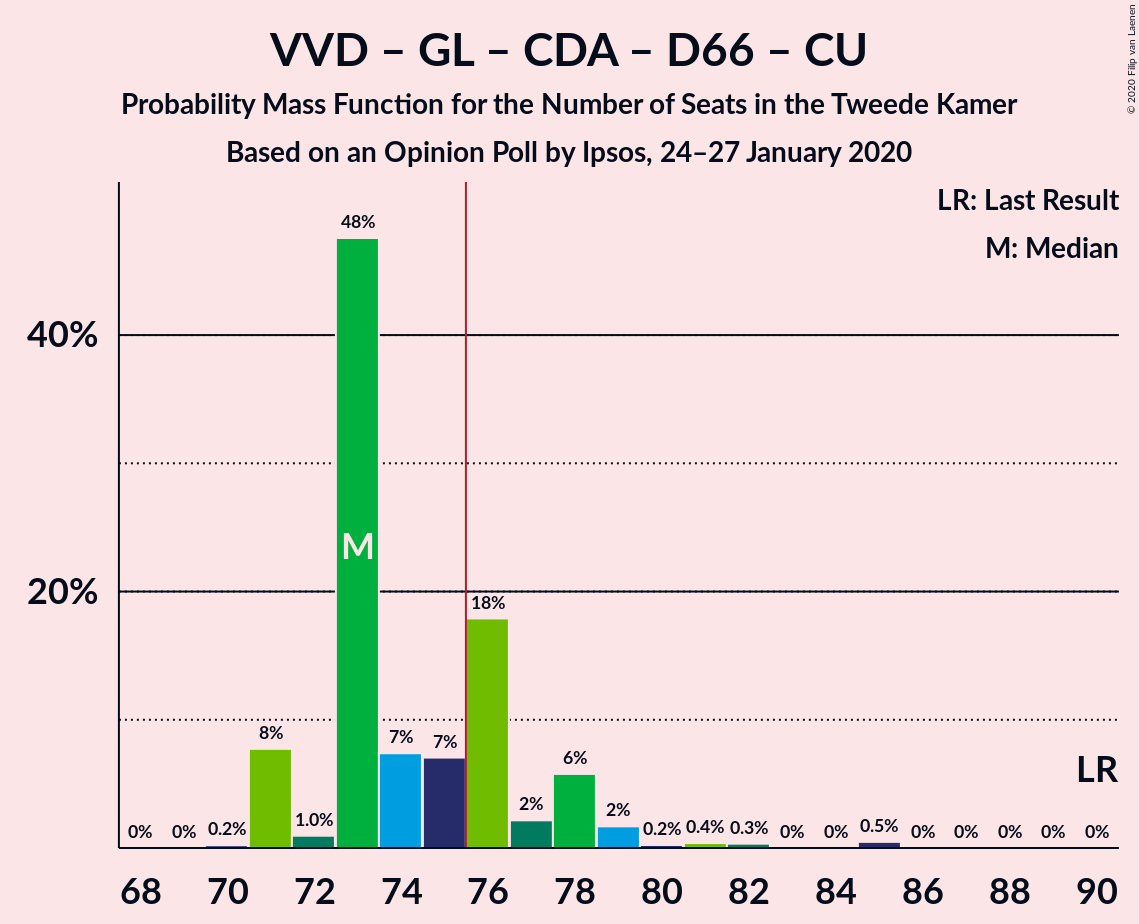 VVD – GL – CDA – D66 – CU
Probability Mass Function for the Number of Seats in the Tweede Kamer
Based on an Opinion Poll by Ipsos, 24–27 January 2020
© 2020 Filip van Laenen
LR: Last Result
M: Median
40%
20%
0%
0%
0.2%
8%
1.0%
48%
7%
7%
18%
2%
6%
2%
0.2%
0.4%
0.3%
0%
0%
0.5%
0%
0%
0%
0%
0%
M
LR
68 70 72 74 76 78 80 82 84 86 88 90